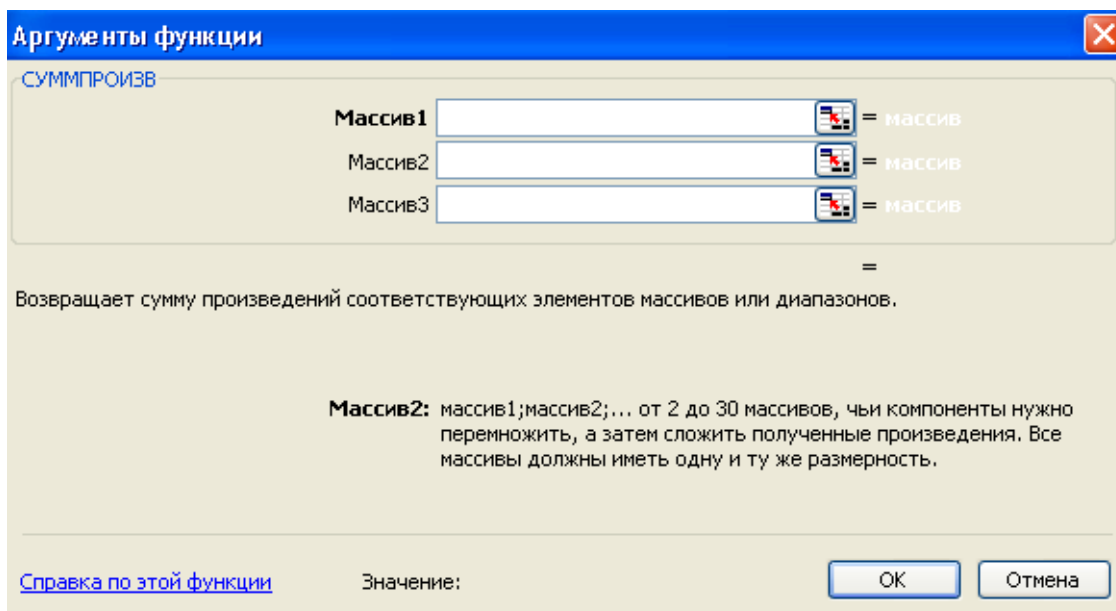 Аргументы функции
СУММПРОИЗВ
Массив1 = массив
Массив2 = массив
Массив3 = массив
=
Возвращает сумму произведений соответствующих элементов массивов или диапазонов.
Массив2: массив1;массив2;... от 2 до 30 массивов, чьи компоненты нужно
перемножить, а затем сложить полученные произведения. Все
массивы должны иметь одну и ту же размерность.
Справка по этой функции Значение: ОК Отмена